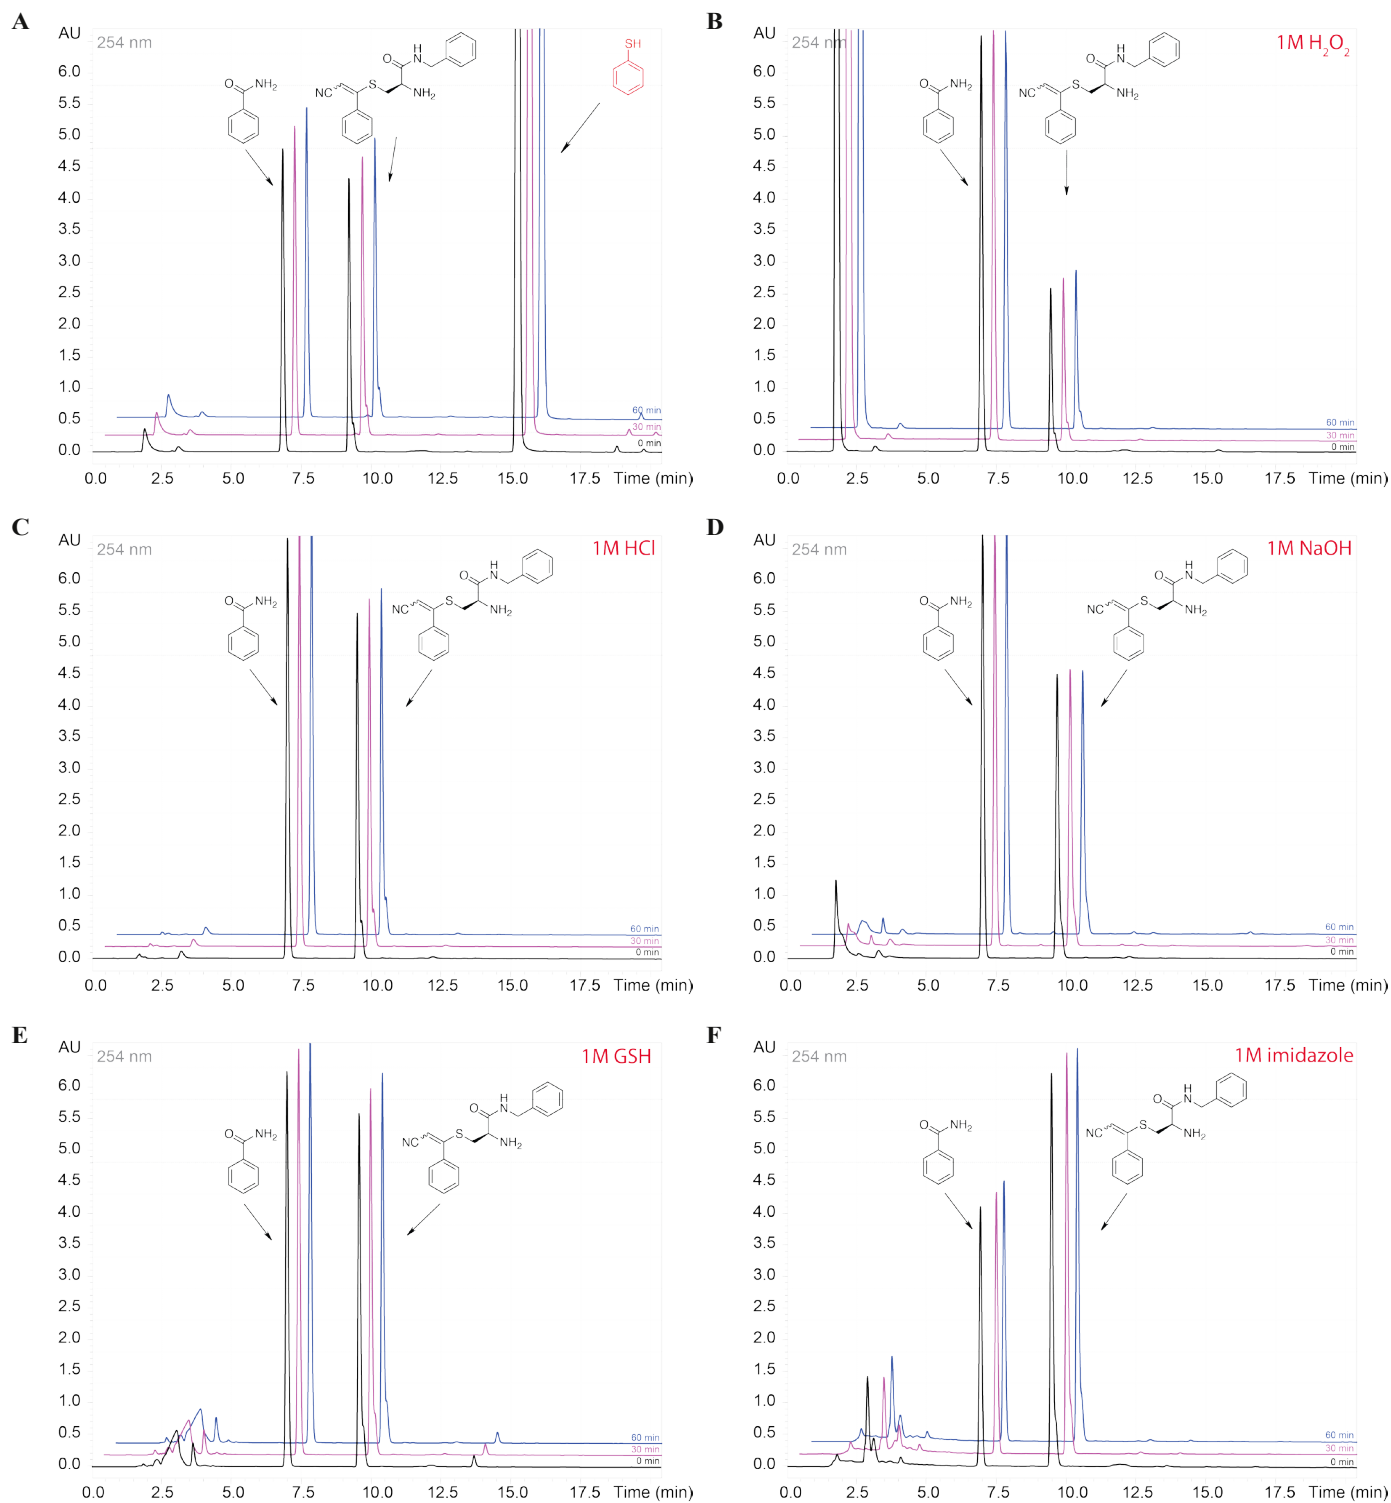 A
AU
254 nm
6.0
5.5
5.0
4.5
4.0
3.5
3.0
2.5
2.0
1.5
1.0
0.5
0.0
O NH2
NC S O H N NH2
SH
60 min
30 min
0 min
0.0 2.5 5.0 7.5 10.0 12.5 15.0 17.5 Time (min)
B
AU
254 nm
1M H2O2
6.0
5.5
5.0
4.5
4.0
3.5
3.0
2.5
2.0
1.5
1.0
0.5
0.0
O NH2
NC S O H N NH2
60 min
30 min
0 min
0.0 2.5 5.0 7.5 10.0 12.5 15.0 17.5 Time (min)
C
AU
254 nm
1M HCl
6.0
5.5
5.0
4.5
4.0
3.5
3.0
2.5
2.0
1.5
1.0
0.5
0.0
O NH2
NC S O H N NH2
60 min
30 min
0 min
0.0 2.5 5.0 7.5 10.0 12.5 15.0 17.5 Time (min)
D
AU
254 nm
1M NaOH
6.0
5.5
5.0
4.5
4.0
3.5
3.0
2.5
2.0
1.5
1.0
0.5
0.0
O NH2
NC S O H N NH2
60 min
30 min
0 min
0.0 2.5 5.0 7.5 10.0 12.5 15.0 17.5 Time (min)
E
AU
254 nm
1M GSH
6.0
5.5
5.0
4.5
4.0
3.5
3.0
2.5
2.0
1.5
1.0
0.5
0.0
O NH2
NC S O H N NH2
60 min
30 min
0 min
0.0 2.5 5.0 7.5 10.0 12.5 15.0 17.5 Time (min)
F
AU
254 nm
1M imidazole
6.0
5.5
5.0
4.5
4.0
3.5
3.0
2.5
2.0
1.5
1.0
0.5
0.0
O NH2
NC S O H N NH2
60 min
30 min
0 min
0.0 2.5 5.0 7.5 10.0 12.5 15.0 17.5 Time (min)